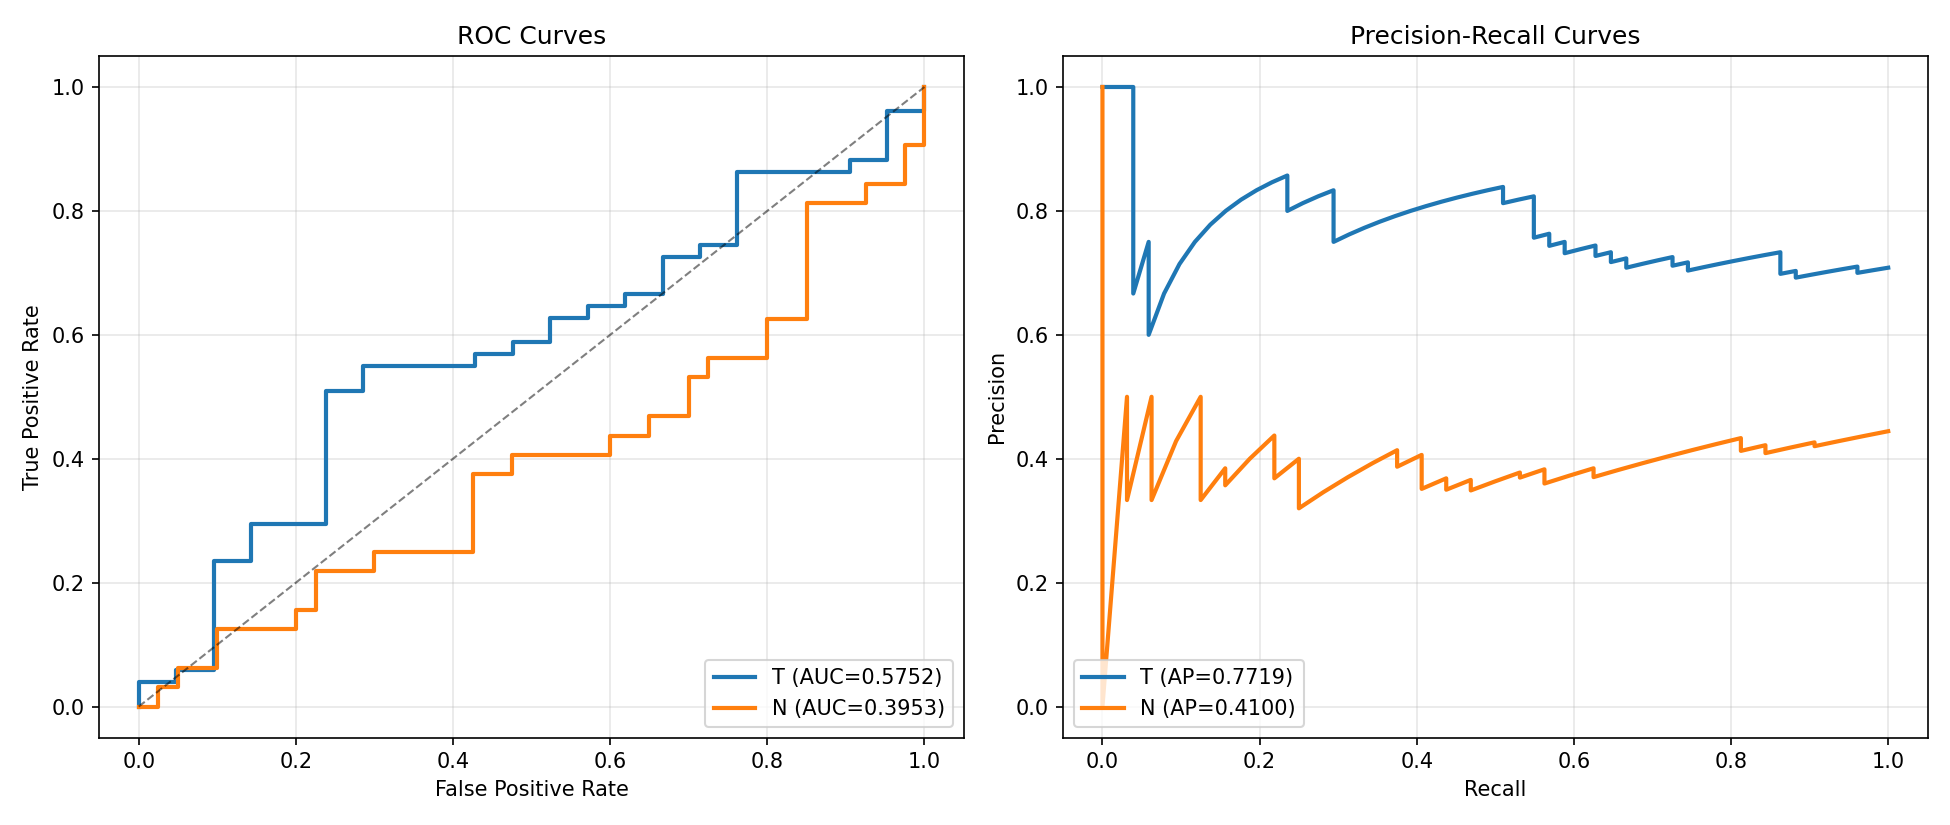 ROC Curves
True Positive Rate
1.0
0.8
0.6
0.4
0.2
0.0
T (AUC=0.5752)
N (AUC=0.3953)
0.0 0.2 0.4 0.6 0.8 1.0
False Positive Rate
Precision-Recall Curves
Precision
1.0
0.8
0.6
0.4
0.2
0.0
T (AP=0.7719)
N (AP=0.4100)
0.0 0.2 0.4 0.6 0.8 1.0
Recall